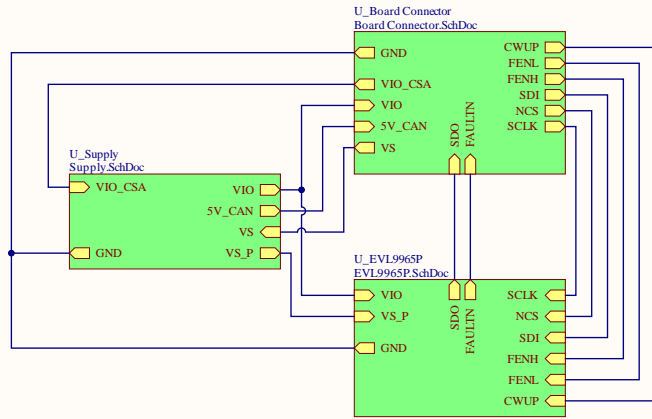 U_Board Connector
Board Connector.SchDoc
GND
VIO_CSA
VIO
5V_CAN
VS
SDO
FAULTN
CWUP
FENL
FENH
SDI
NCS
SCLK
U_Supply
Supply.SchDoc
VIO_CSA
GND
VIO
5V_CAN
VS
VS_P
U_EVL9965P
EVL9965P.SchDoc
VIO
VS_P
GND
SDO
FAULTN
SCLK
NCS
SDI
FENH
FENL
CWUP